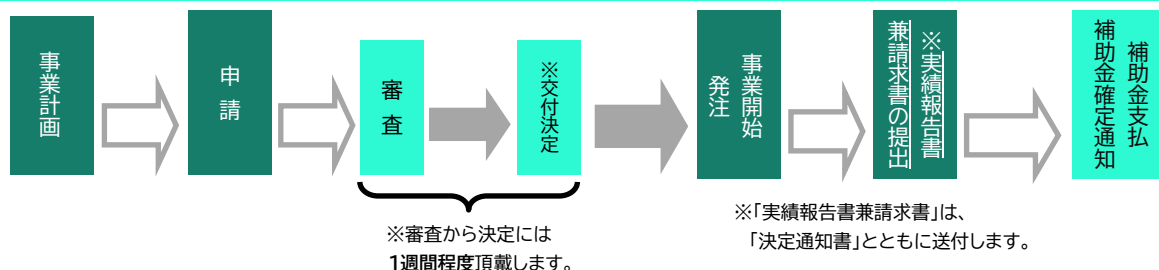 事業計画
申請
審査
※交付決定
事業開始
発注
※実績報告書
兼請求書の提出
補助金支払
補助金確定通知
※審査から決定には
1週間程度頂戴します。
※「実績報告書兼請求書」は、
「決定通知書」とともに送付します。